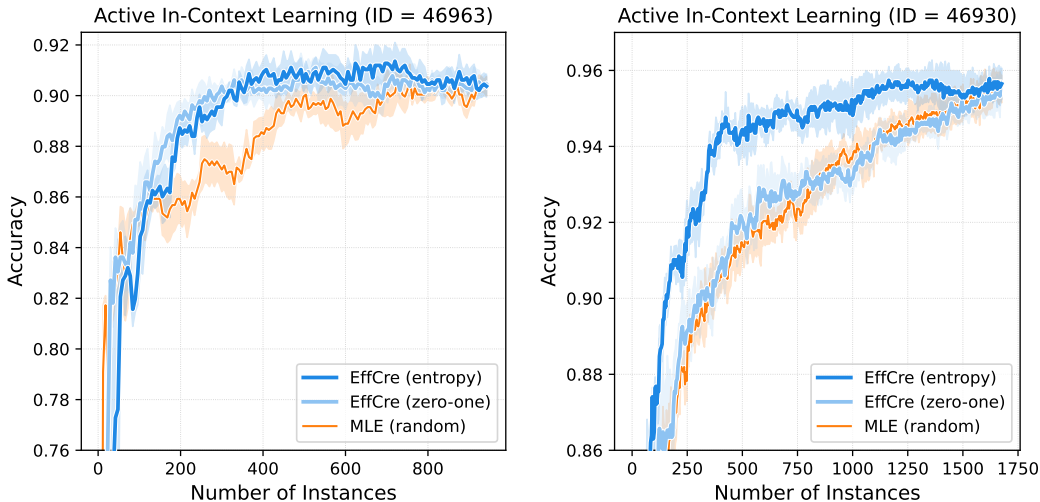 Active In-Context Learning (ID = 46963)
Accuracy
0.92
0.90
0.88
0.86
0.84
0.82
0.80
0.78
0.76
0
200
400
600
800
Number of Instances
EffCre (entropy)
EffCre (zero-one)
MLE (random)
Active In-Context Learning (ID = 46930)
Accuracy
0.96
0.94
0.92
0.90
0.88
0.86
0
250
500
750
1000
1250
1500
1750
Number of Instances
EffCre (entropy)
EffCre (zero-one)
MLE (random)